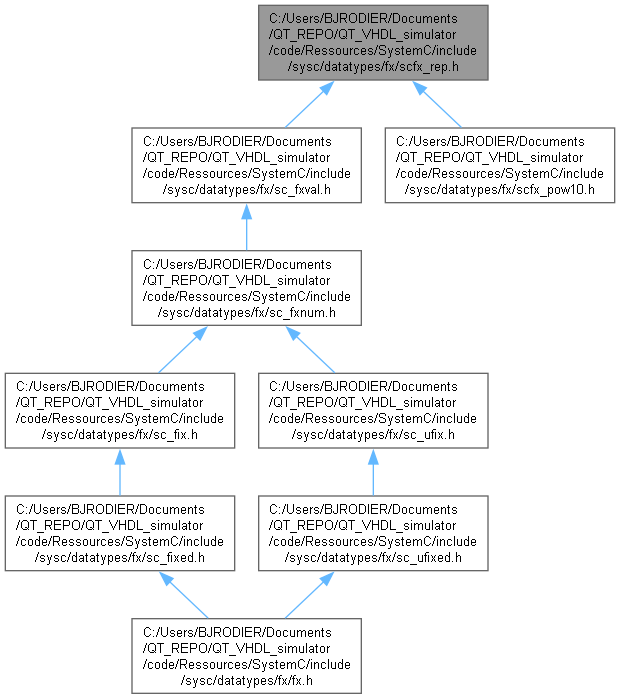 C:/Users/BJRODIER/Documents
/QT_REPO/QT_VHDL_simulator
/code/Ressources/SystemC/include
/sysc/datatypes/fx/scfx_rep.h
C:/Users/BJRODIER/Documents
/QT_REPO/QT_VHDL_simulator
/code/Ressources/SystemC/include
/sysc/datatypes/fx/sc_fxval.h
C:/Users/BJRODIER/Documents
/QT_REPO/QT_VHDL_simulator
/code/Ressources/SystemC/include
/sysc/datatypes/fx/scfx_pow10.h
C:/Users/BJRODIER/Documents
/QT_REPO/QT_VHDL_simulator
/code/Ressources/SystemC/include
/sysc/datatypes/fx/sc_fxnum.h
C:/Users/BJRODIER/Documents
/QT_REPO/QT_VHDL_simulator
/code/Ressources/SystemC/include
/sysc/datatypes/fx/sc_fix.h
C:/Users/BJRODIER/Documents
/QT_REPO/QT_VHDL_simulator
/code/Ressources/SystemC/include
/sysc/datatypes/fx/sc_ufix.h
C:/Users/BJRODIER/Documents
/QT_REPO/QT_VHDL_simulator
/code/Ressources/SystemC/include
/sysc/datatypes/fx/sc_fixed.h
C:/Users/BJRODIER/Documents
/QT_REPO/QT_VHDL_simulator
/code/Ressources/SystemC/include
/sysc/datatypes/fx/sc_ufixed.h
C:/Users/BJRODIER/Documents
/QT_REPO/QT_VHDL_simulator
/code/Ressources/SystemC/include
/sysc/datatypes/fx/fx.h